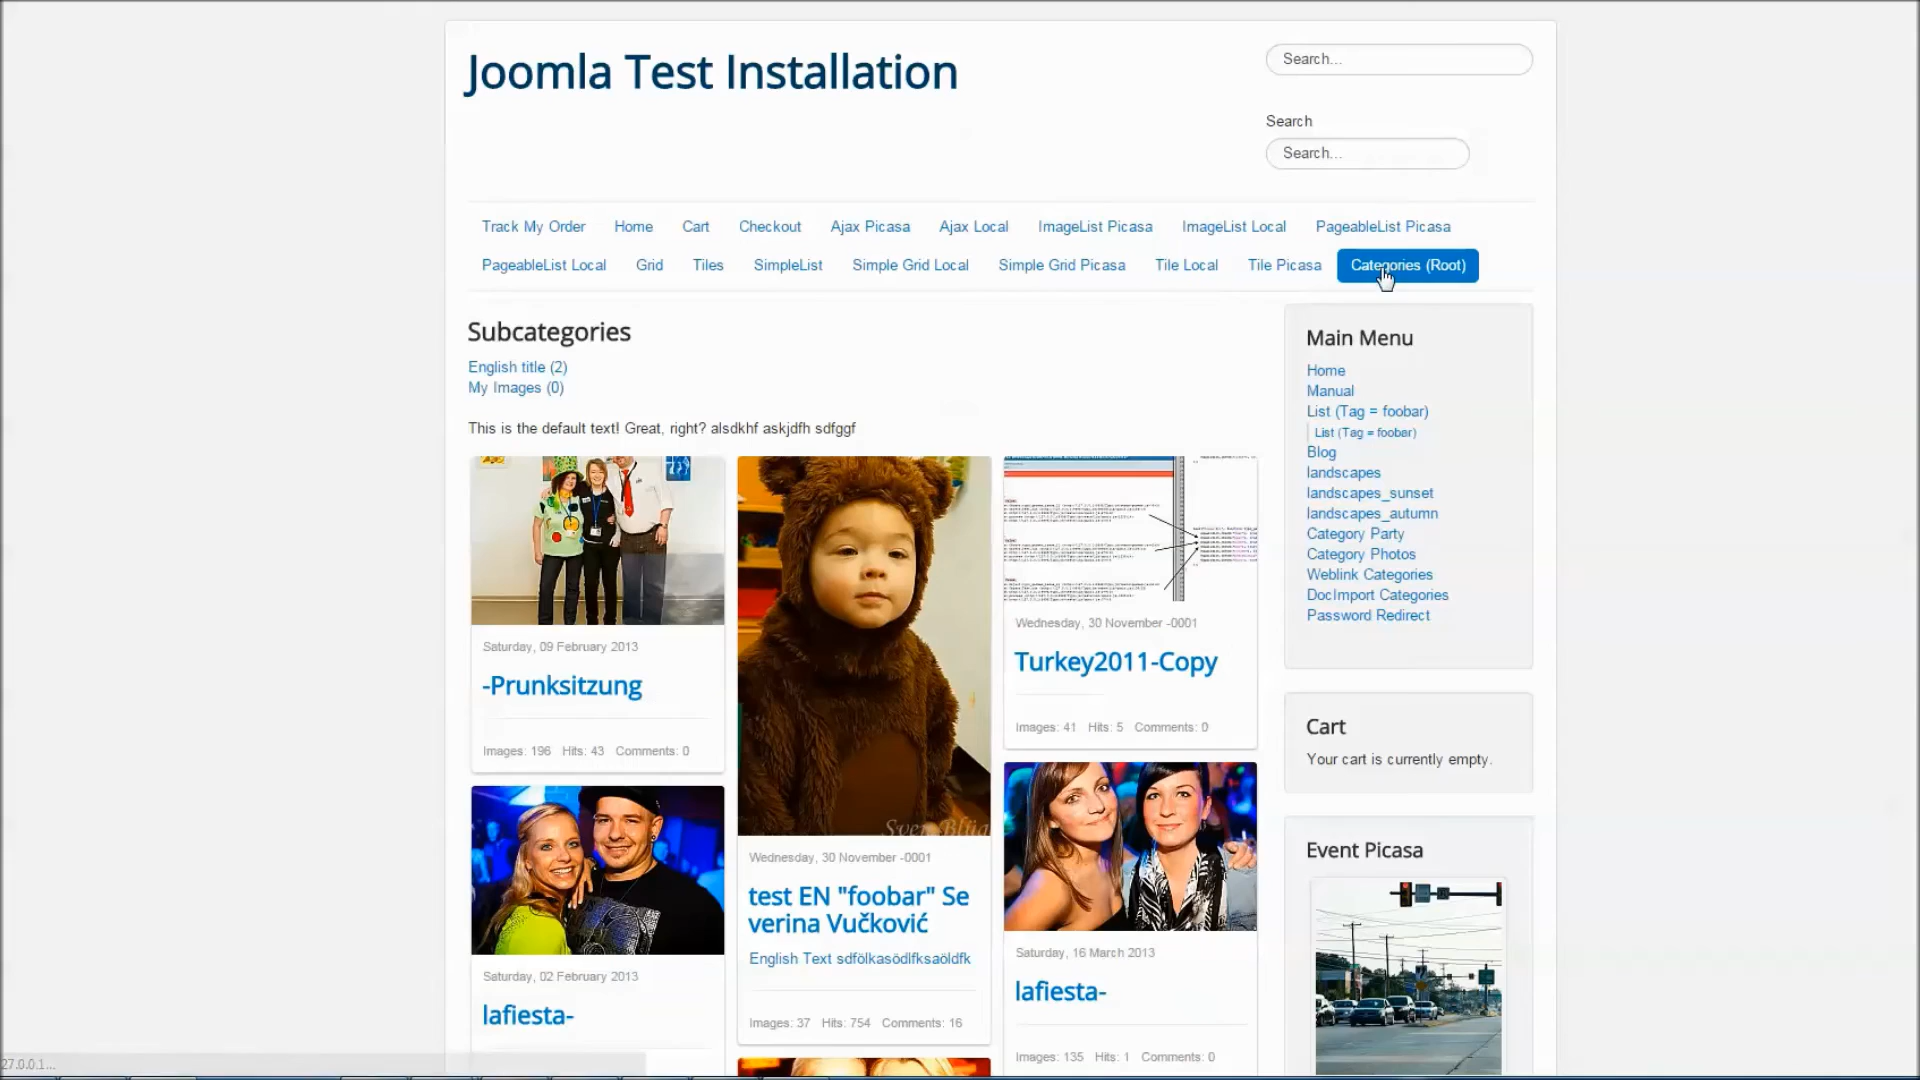 Joomla Test Installation
Search...
Search
Search...
Track My Order Home Cart Checkout Ajax Picasa Ajax Local ImageList Picasa ImageList Local PageableList Picasa
PageableList Local Grid Tiles SimpleList Simple Grid Local Simple Grid Picasa Tile Local Tile Picasa Categories (Root)
Subcategories
English title (2)
My Images (0)
This is the default text! Great, right? alsdkhf askjdfh sdfggf
Saturday, 09 February 2013
-Prunksitzung
Images: 196 Hits: 43 Comments: 0
Saturday, 02 February 2013
lafiesta-
Wednesday, 30 November -0001
test EN "foobar" Se
verina Vučković
English Text sdfölkasödlfksaöldfk
Images: 37 Hits: 754 Comments: 16
Wednesday, 30 November -0001
Turkey2011-Copy
Images: 41 Hits: 5 Comments: 0
Saturday, 16 March 2013
lafiesta-
Images: 135 Hits: 1 Comments: 0
Main Menu
Home
Manual
List (Tag = foobar)
List (Tag = foobar)
Blog
landscapes
landscapes_sunset
landscapes_autumn
Category Party
Category Photos
Weblink Categories
DocImport Categories
Password Redirect
Cart
Your cart is currently empty.
Event Picasa
27.0.0.1...